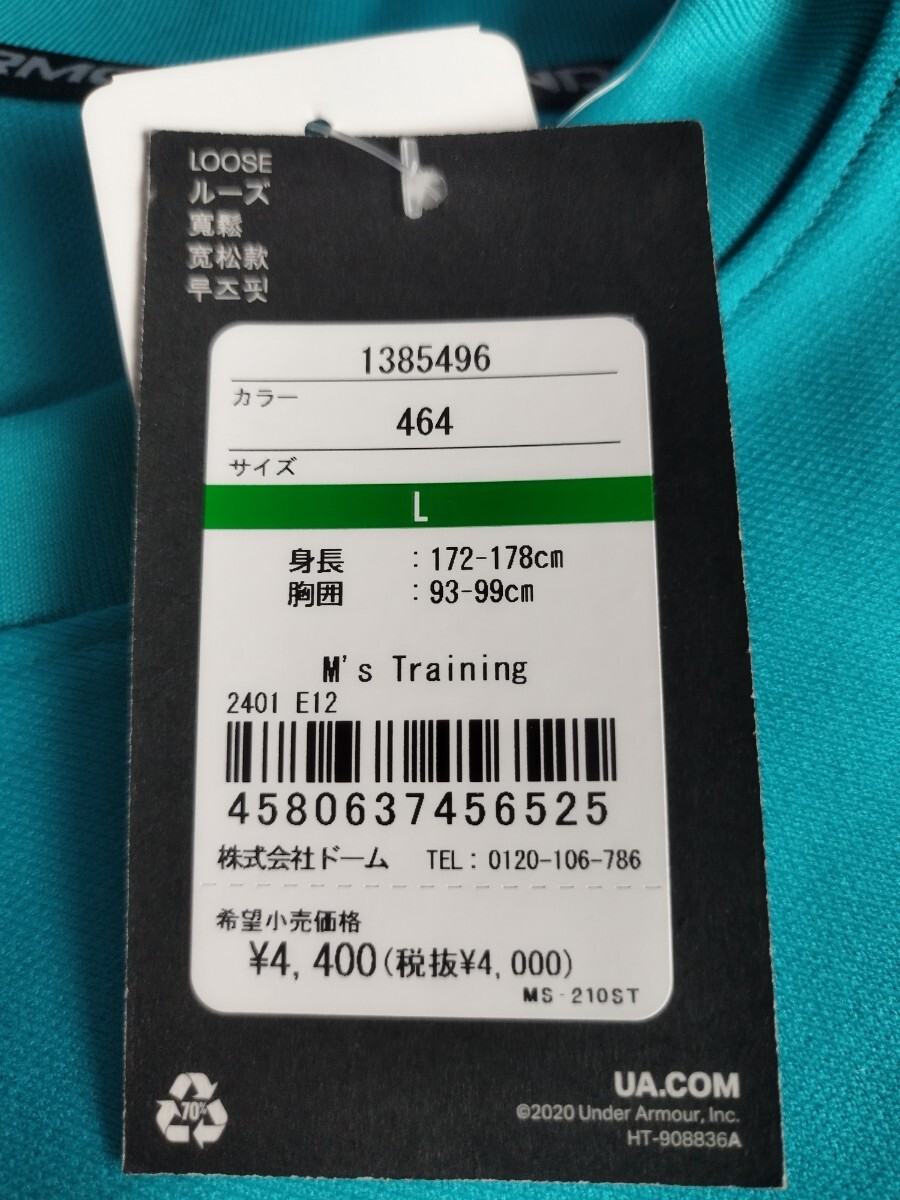 LOOSE
ルーズ
寬鬆
宽松款
루즈핏
1385496
カラー
464
サイズ
L
身長 : 172-178cm
胸囲 : 93-99cm
M's Training
2401 E12
4580637456525
株式会社ドーム TEL: 0120-106-786
希望小売価格
¥4,400(税抜¥4,000)
MS-210ST
70%
UA.COM
©2020 Under Armour, Inc.
HT-908836A